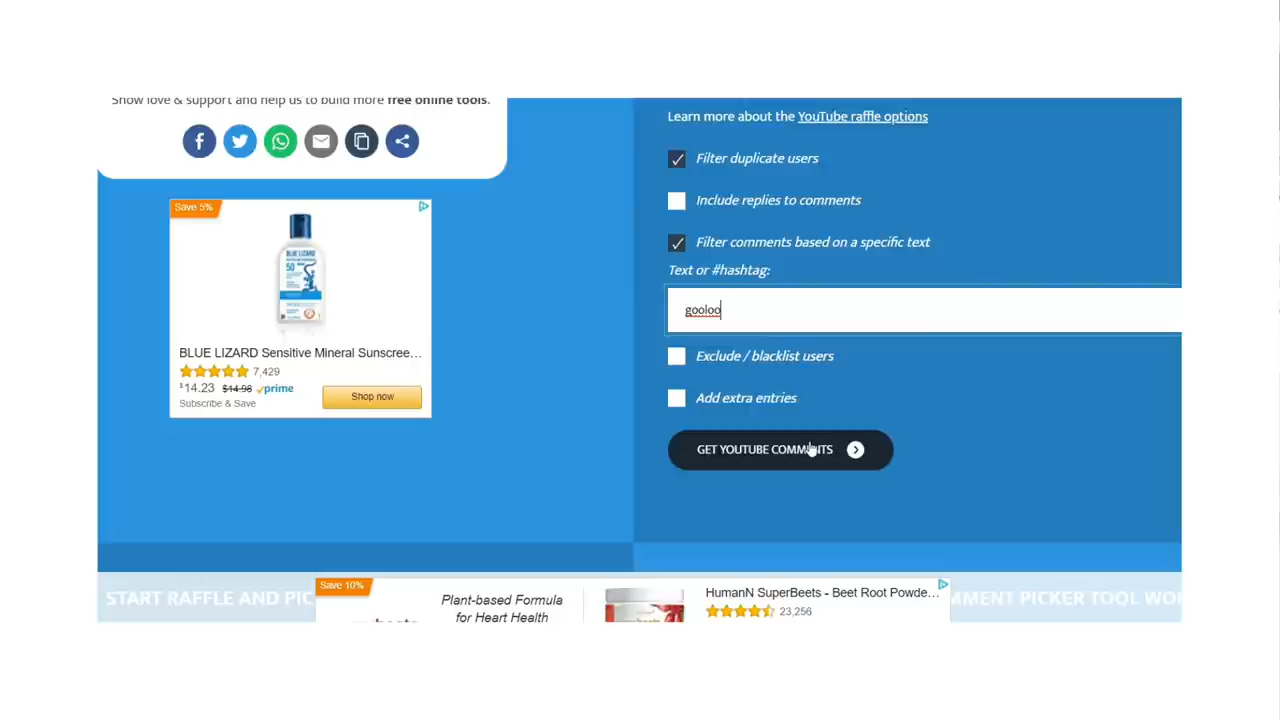 Show love & support and help us to build more free online tools.
Save 5%
BLUE LIZARD
50
BLUE LIZARD Sensitive Mineral Sunscree...
7,429
$14.23 $14.98 prime
Subscribe & Save
Shop now
Learn more about the YouTube raffle options
Filter duplicate users
Include replies to comments
Filter comments based on a specific text
Text or #hashtag:
gooloo
Exclude / blacklist users
Add extra entries
GET YOUTUBE COMMENTS
START RAFFLE AND PIC
Save 10%
Plant-based Formula
for Heart Health
HumanN SuperBeets - Beet Root Powde...
23,256
MMENT PICKER TOOL WO